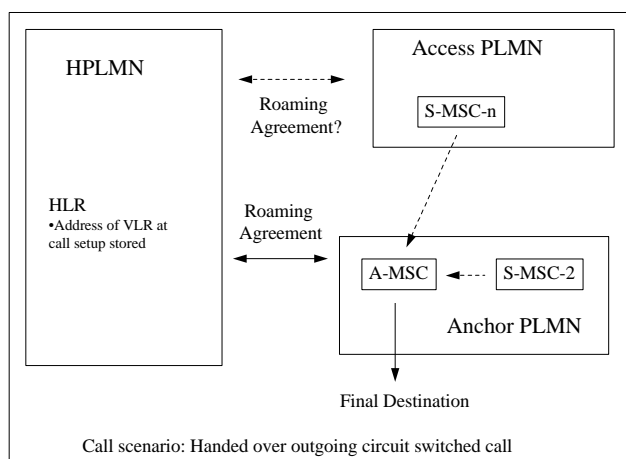 HPLMN
Access PLMN
S-MSC-n
Roaming
Agreement?
HLR
•Address of VLR at
call setup stored
Roaming
Agreement
A-MSC
S-MSC-2
Anchor PLMN
Final Destination
Call scenario: Handed over outgoing circuit switched call